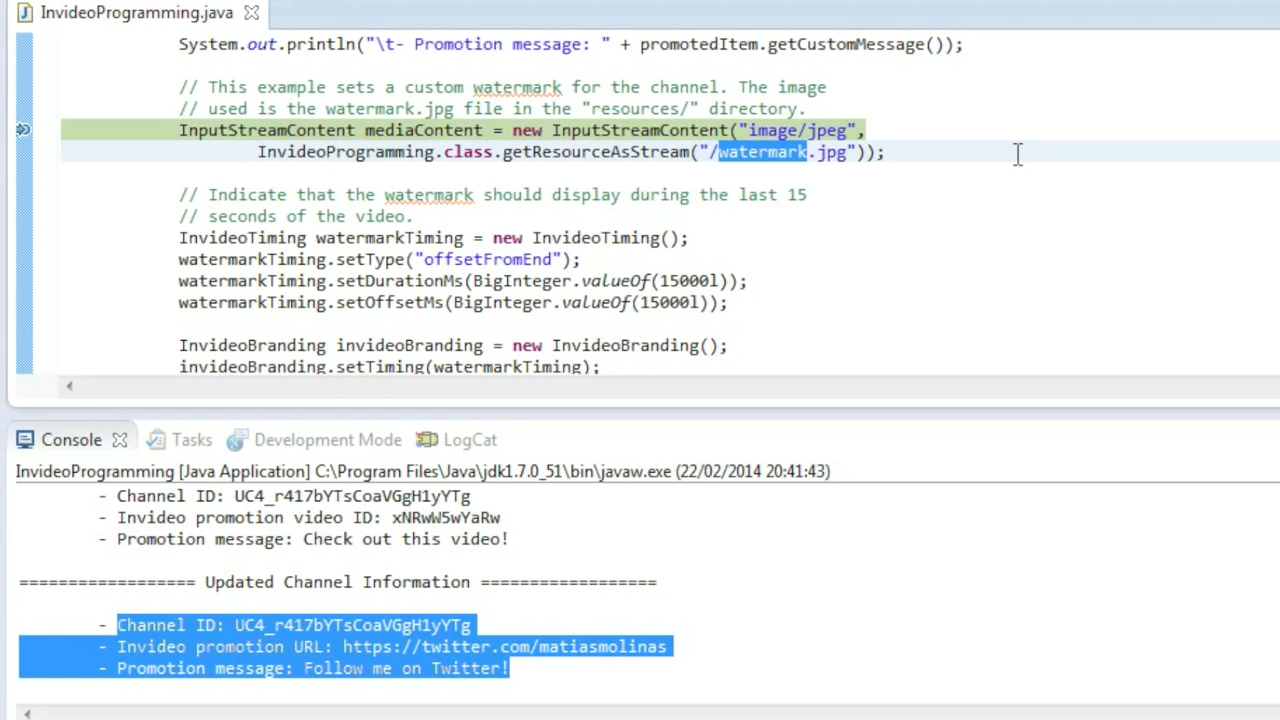 InvideoProgramming.java
System.out.println("\t- Promotion message: " + promotedItem.getCustomMessage());
// This example sets a custom watermark for the channel. The image
// used is the watermark.jpg file in the "resources/" directory.
InputStreamContent mediaContent = new InputStreamContent("image/jpeg",
InvideoProgramming.class.getResourceAsStream("/watermark.jpg"));
// Indicate that the watermark should display during the last 15
// seconds of the video.
InvideoTiming watermarkTiming = new InvideoTiming();
watermarkTiming.setType("offsetFromEnd");
watermarkTiming.setDurationMs(BigInteger.valueOf(15000l));
watermarkTiming.setOffsetMs(BigInteger.valueOf(15000l));
InvideoBranding invideoBranding = new InvideoBranding();
invideoBranding.setTiming(watermarkTiming);
Console Tasks Development Mode LogCat
InvideoProgramming [Java Application] C:\Program Files\Java\jdk1.7.0_51\bin\javaw.exe (22/02/2014 20:41:43)
- Channel ID: UC4_r417bYTsCoaVGgH1yYTg
- Invideo promotion video ID: xNRwW5wYaRw
- Promotion message: Check out this video!
================== Updated Channel Information ==================
- Channel ID: UC4_r417bYTsCoaVGgH1yYTg
- Invideo promotion URL: https://twitter.com/matiasmolinas
- Promotion message: Follow me on Twitter!